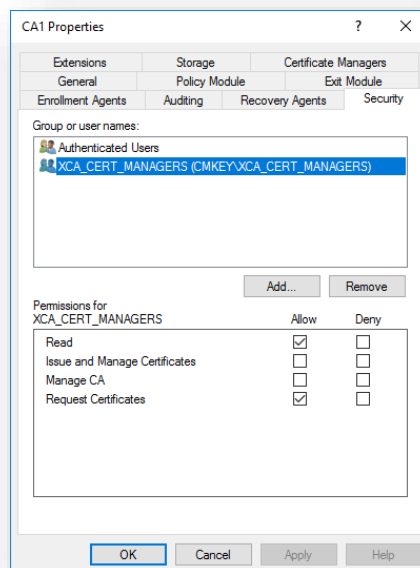 CA1 Properties
?
Extensions Storage Certificate Managers
General Policy Module Exit Module
Enrollment Agents Auditing Recovery Agents Security
Group or user names:
Authenticated Users
XCA_CERT_MANAGERS (CMKEY\XCA_CERT_MANAGERS)
Add... Remove
Permissions for
XCA_CERT_MANAGERS Allow Deny
Read
Issue and Manage Certificates
Manage CA
Request Certificates
OK Cancel Apply Help